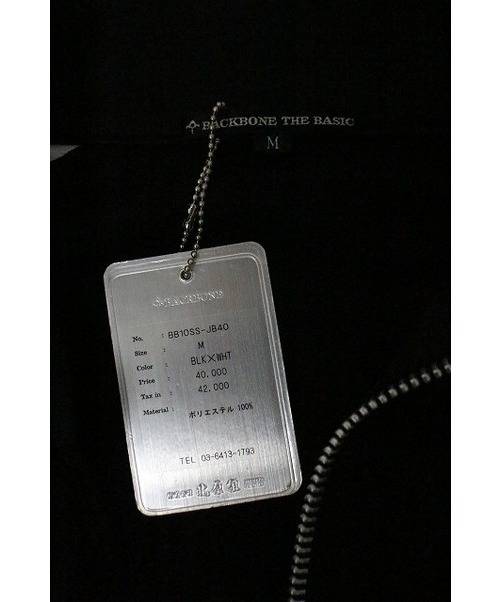 BACKBONE THE BASIC
M
BACKBONE
No. : BB10SS-JB40
Size : M
Color : BLK×WHT
Price : 40.000
Tax in : 42.000
Material : ポリエステル 100%
TEL 03-6413-1793